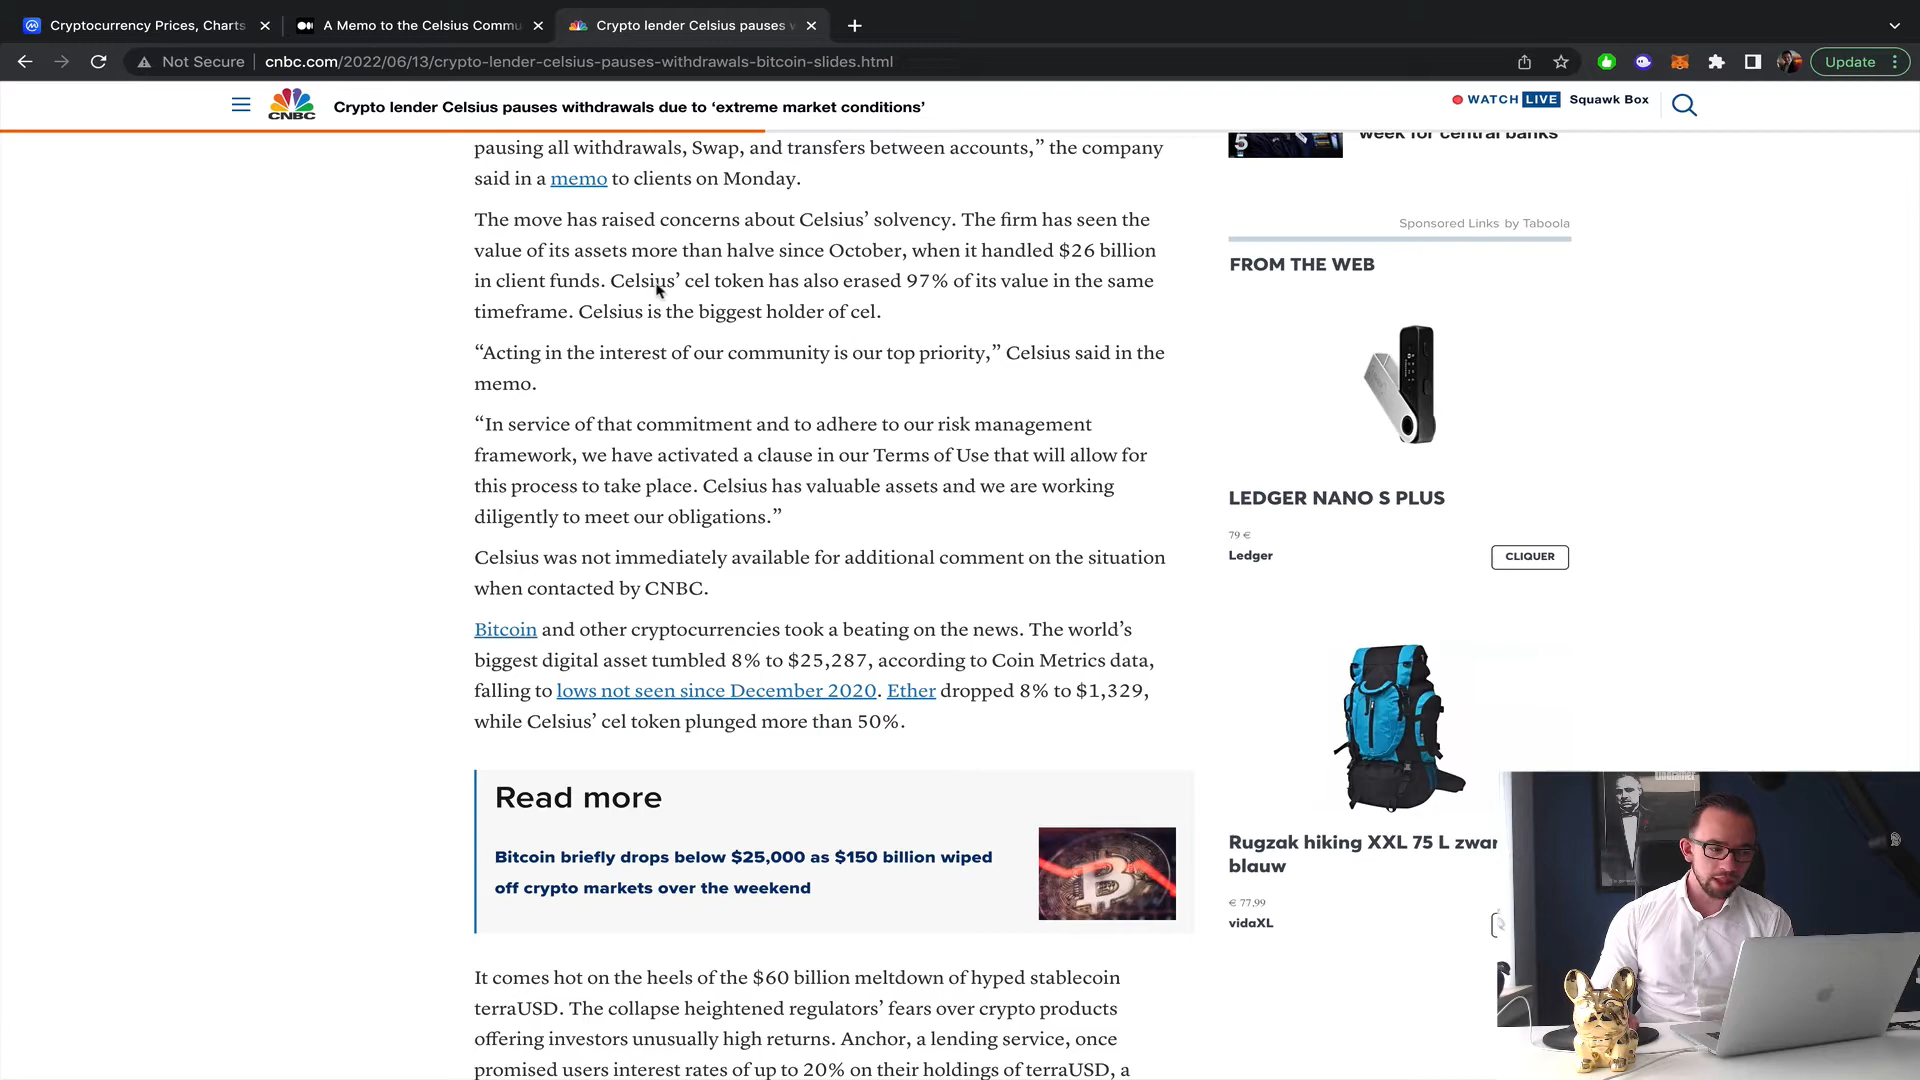 Cryptocurrency Prices, Charts
A Memo to the Celsius Commu
Crypto lender Celsius pauses w
Not Secure
cnbc.com/2022/06/13/crypto-lender-celsius-pauses-withdrawals-bitcoin-slides.html
Update
CNBC
Crypto lender Celsius pauses withdrawals due to ‘extreme market conditions’
WATCH LIVE
Squawk Box
pausing all withdrawals, Swap, and transfers between accounts,” the company
said in a memo to clients on Monday.
The move has raised concerns about Celsius’ solvency. The firm has seen the
value of its assets more than halve since October, when it handled $26 billion
in client funds. Celsius’ cel token has also erased 97% of its value in the same
timeframe. Celsius is the biggest holder of cel.
“Acting in the interest of our community is our top priority,” Celsius said in the
memo.
“In service of that commitment and to adhere to our risk management
framework, we have activated a clause in our Terms of Use that will allow for
this process to take place. Celsius has valuable assets and we are working
diligently to meet our obligations.”
Celsius was not immediately available for additional comment on the situation
when contacted by CNBC.
Bitcoin and other cryptocurrencies took a beating on the news. The world’s
biggest digital asset tumbled 8% to $25,287, according to Coin Metrics data,
falling to lows not seen since December 2020. Ether dropped 8% to $1,329,
while Celsius’ cel token plunged more than 50%.
Read more
Bitcoin briefly drops below $25,000 as $150 billion wiped
off crypto markets over the weekend
It comes hot on the heels of the $60 billion meltdown of hyped stablecoin
terraUSD. The collapse heightened regulators’ fears over crypto products
offering investors unusually high returns. Anchor, a lending service, once
promised users interest rates of up to 20% on their holdings of terraUSD, a
5
week for central banks
Sponsored Links by Taboola
FROM THE WEB
LEDGER NANO S PLUS
79 €
Ledger
CLIQUER
Rugzak hiking XXL 75 L zwar
blauw
€ 77,99
vidaXL